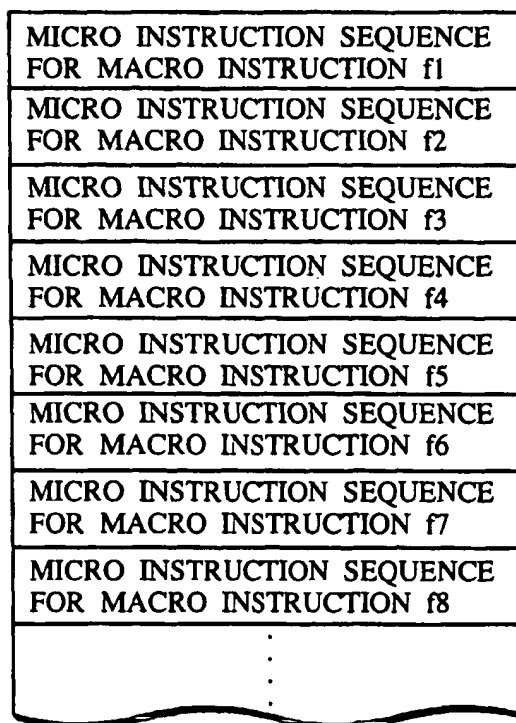 MICRO INSTRUCTION SEQUENCE
FOR MACRO INSTRUCTION f1
MICRO INSTRUCTION SEQUENCE
FOR MACRO INSTRUCTION f2
MICRO INSTRUCTION SEQUENCE
FOR MACRO INSTRUCTION f3
MICRO INSTRUCTION SEQUENCE
FOR MACRO INSTRUCTION f4
MICRO INSTRUCTION SEQUENCE
FOR MACRO INSTRUCTION f5
MICRO INSTRUCTION SEQUENCE
FOR MACRO INSTRUCTION f6
MICRO INSTRUCTION SEQUENCE
FOR MACRO INSTRUCTION f7
MICRO INSTRUCTION SEQUENCE
FOR MACRO INSTRUCTION f8